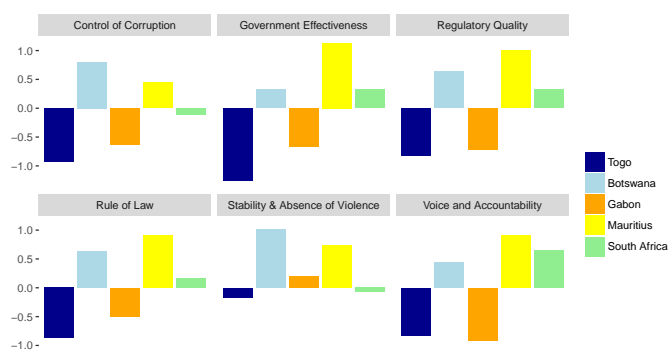 Control of Corruption
Government Effectiveness
Regulatory Quality
1.0
0.5
0.0
−0.5
−1.0
Rule of Law
Stability & Absence of Violence
Voice and Accountability
1.0
0.5
0.0
−0.5
−1.0
Togo
Botswana
Gabon
Mauritius
South Africa